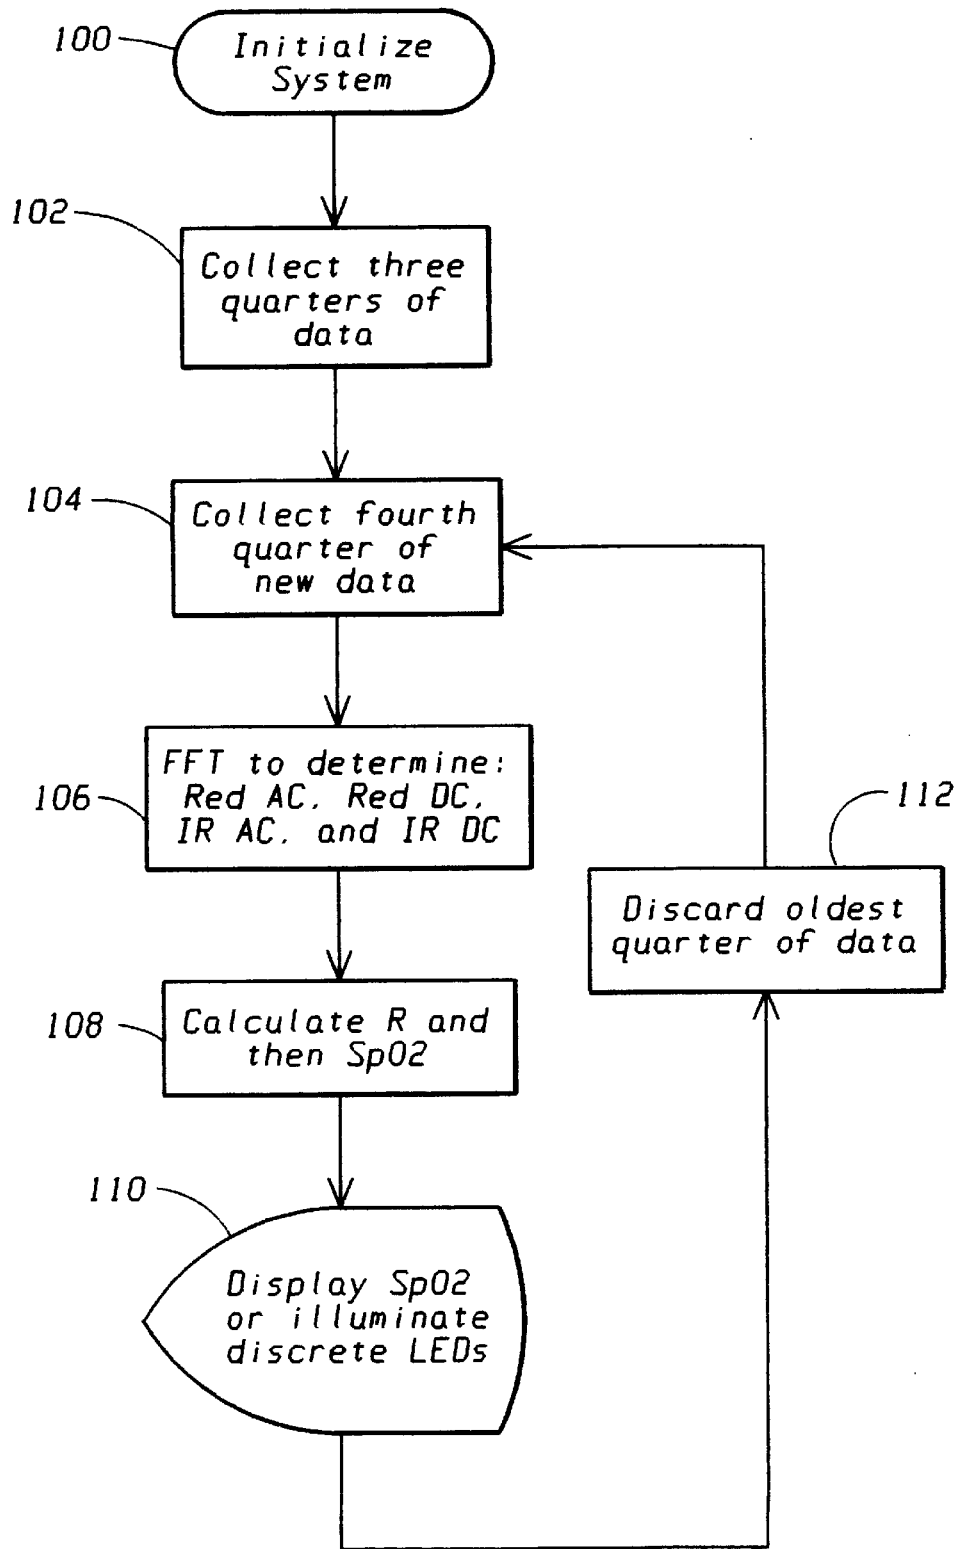 100
Initialize
System
102
Collect three
quarters of
data
104
Collect fourth
quarter of
new data
106
FFT to determine:
Red AC, Red DC,
IR AC, and IR DC
112
Discard oldest
quarter of data
108
Calculate R and
then SpO2
110
Display SpO2
or illuminate
discrete LEDs